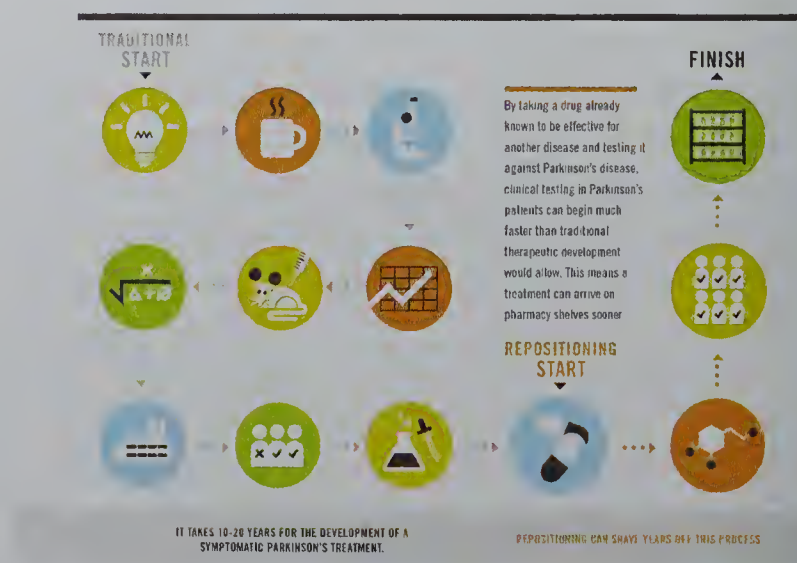 TRADITIONAL
START
FINISH
By taking a drug already
known to be effective for
another disease and testing it
against Parkinson's disease,
clinical testing in Parkinson's
patients can begin much
faster than traditional
therapeutic development
would allow. This means a
treatment can arrive on
pharmacy shelves sooner
REPOSITIONING
START
IT TAKES 10-20 YEARS FOR THE DEVELOPMENT OF A
SYMPTOMATIC PARKINSON'S TREATMENT.
REPOSITIONING CAN SHAVE YEARS OFF THIS PROCESS